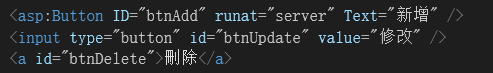 <asp:Button ID="btnAdd" runat="server" Text="新增" />
<input type="button" id="btnUpdate" value="修改" />
<a id="btnDelete">刪除</a>